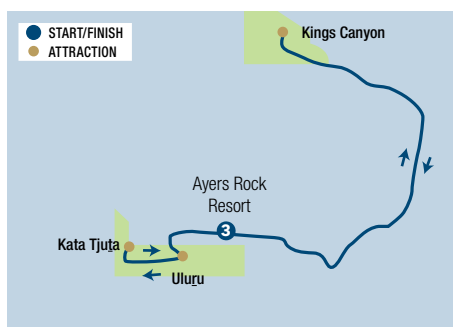 START/FINISH
ATTRACTION
Kings Canyon
Ayers Rock
Resort
3
Kata Tjuṯa
Uluṟu